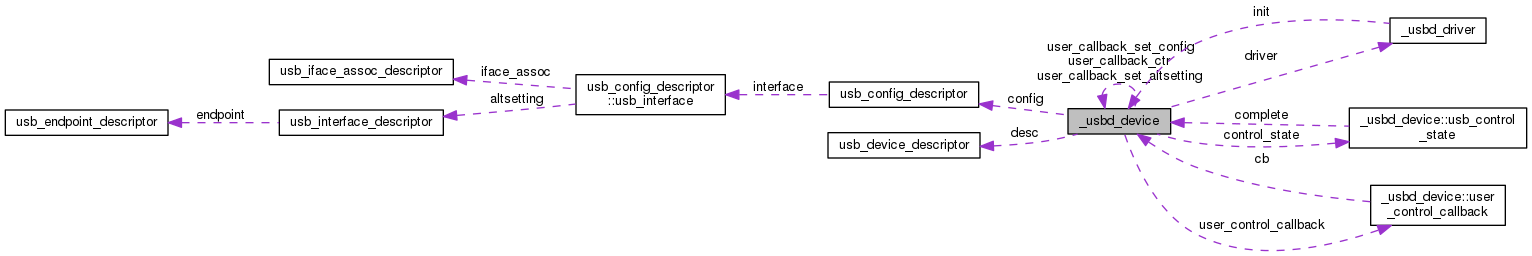 init
_usbd_driver
user_callback_set_config
user_callback_ctr
user_callback_set_altsetting
driver
usb_iface_assoc_descriptor
iface_assoc
usb_config_descriptor
::usb_interface
interface
usb_config_descriptor
config
altsetting
usb_endpoint_descriptor
endpoint
usb_interface_descriptor
_usbd_device
complete
control_state
_usbd_device::usb_control
_state
desc
usb_device_descriptor
cb
_usbd_device::user
_control_callback
user_control_callback